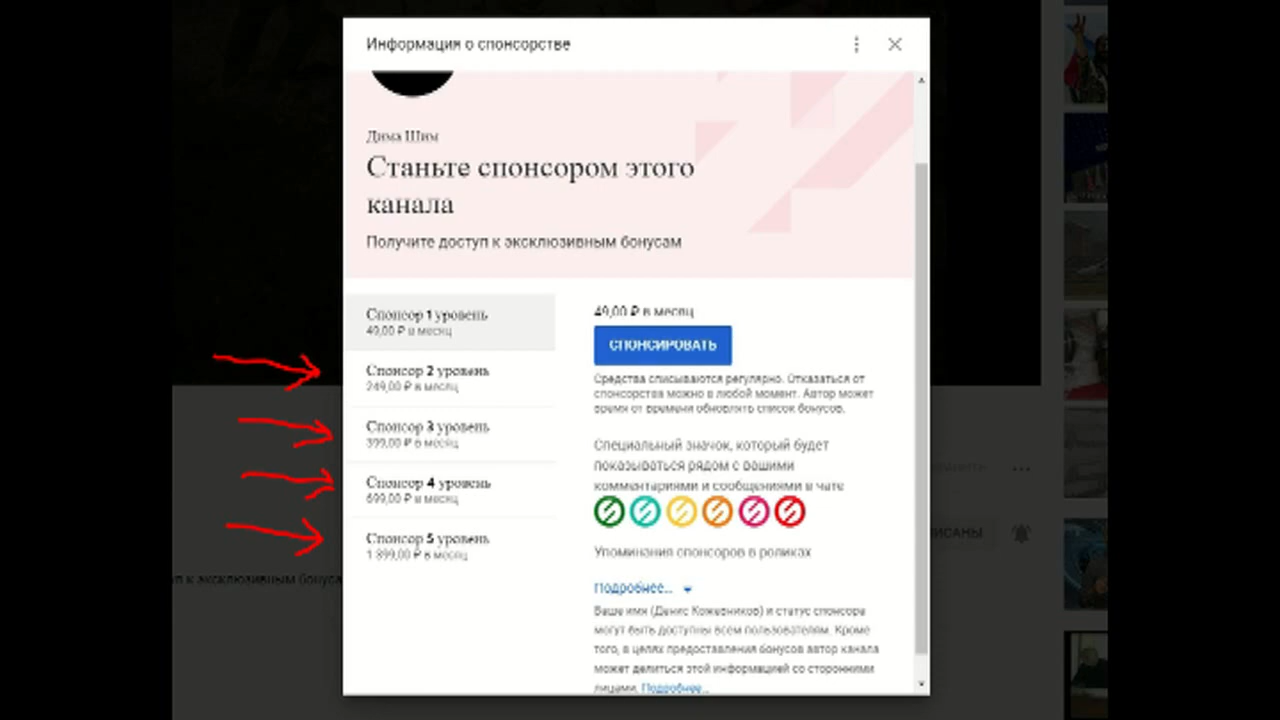 Информация о спонсорстве
Дима Шим
Станьте спонсором этого
канала
Получите доступ к эксклюзивным бонусам
Спонсор 1 уровень
49,00 ₽ в месяц
Спонсор 2 уровень
249,00 ₽ в месяц
Спонсор 3 уровень
399,00 ₽ в месяц
Спонсор 4 уровень
699,00 ₽ в месяц
Спонсор 5 уровень
1 899,00 ₽ в месяц
49,00 ₽ в месяц
СПОНСИРОВАТЬ
Средства списываются регулярно. Отказаться от
спонсорства можно в любой момент. Автор может
время от времени обновлять список бонусов.
Специальный значок, который будет
показываться рядом с вашими
комментариями и сообщениями в чате
Упоминания спонсоров в роликах
Подробнее...
Ваше имя (Денис Кожевников) и статус спонсора
могут быть доступны всем пользователям. Кроме
того, в целях предоставления бонусов автор канала
может делиться этой информацией со сторонними
лицами. Подробнее...
п к эксклюзивным бонуса
ИСАНЫ